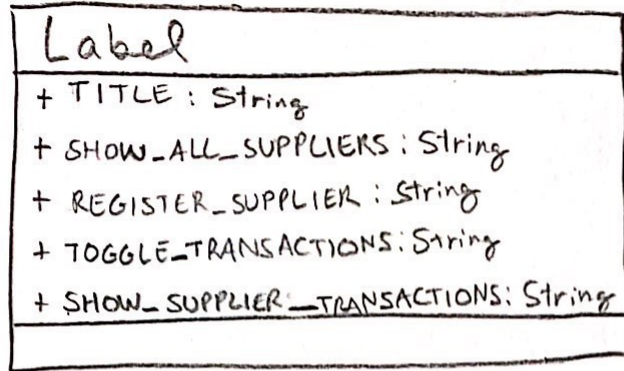 Label
+ TITLE : String
+ SHOW_ALL_SUPPLIERS : String
+ REGISTER_SUPPLIER : String
+ TOGGLE_TRANSACTIONS : String
+ SHOW_SUPPLIER_TRANSACTIONS : String